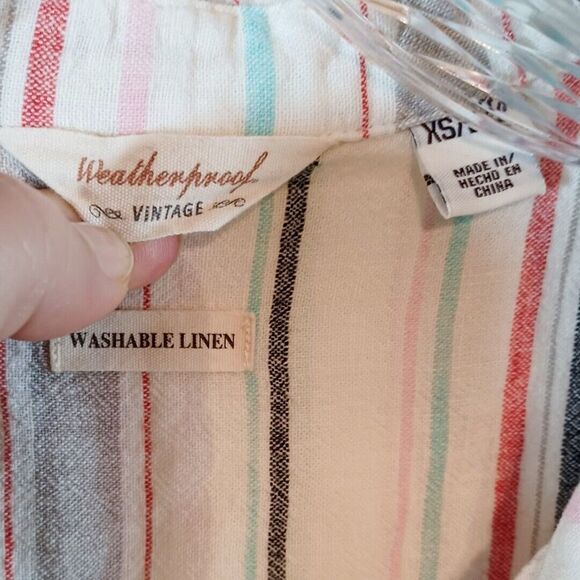 Weatherproof
VINTAGE
XS/
MADE IN/
HECHO EN
CHINA
WASHABLE LINEN